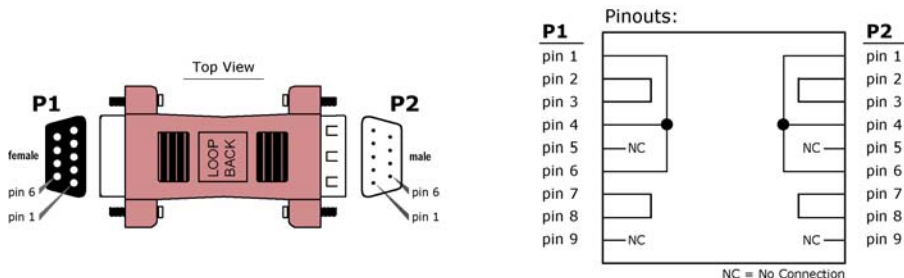 Pinouts:
P1
P2
pin 1
pin 2
pin 3
pin 4
pin 5
pin 6
pin 7
pin 8
pin 9
NC
NC
NC
NC
pin 1
pin 2
pin 3
pin 4
pin 5
pin 6
pin 7
pin 8
pin 9
NC = No Connection
Top View
P1
P2
female
male
pin 6
pin 1
pin 6
pin 1
LOOP
BACK